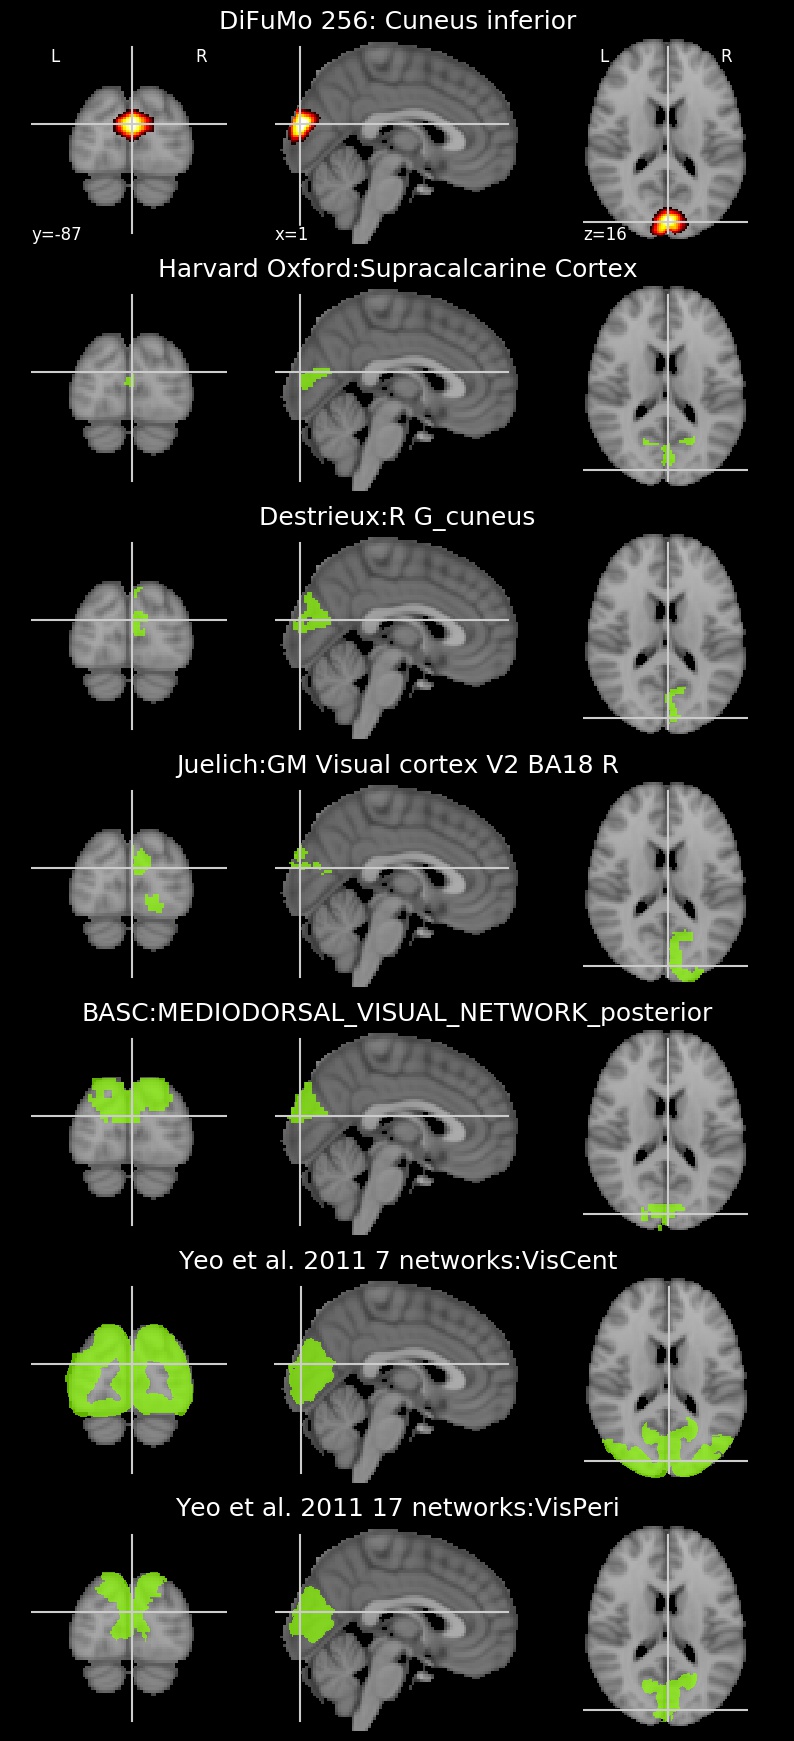 DiFuMo 256: Cuneus inferior
L R L R
y=-87 x=1 z=16
Harvard Oxford:Supracalcarine Cortex
Destrieux:R G_cuneus
Juelich:GM Visual cortex V2 BA18 R
BASC:MEDIODORSAL_VISUAL_NETWORK_posterior
Yeo et al. 2011 7 networks:VisCent
Yeo et al. 2011 17 networks:VisPeri